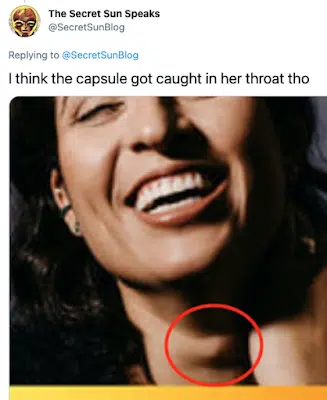 The Secret Sun Speaks
@SecretSunBlog
Replying to @SecretSunBlog
I think the capsule got caught in her throat tho